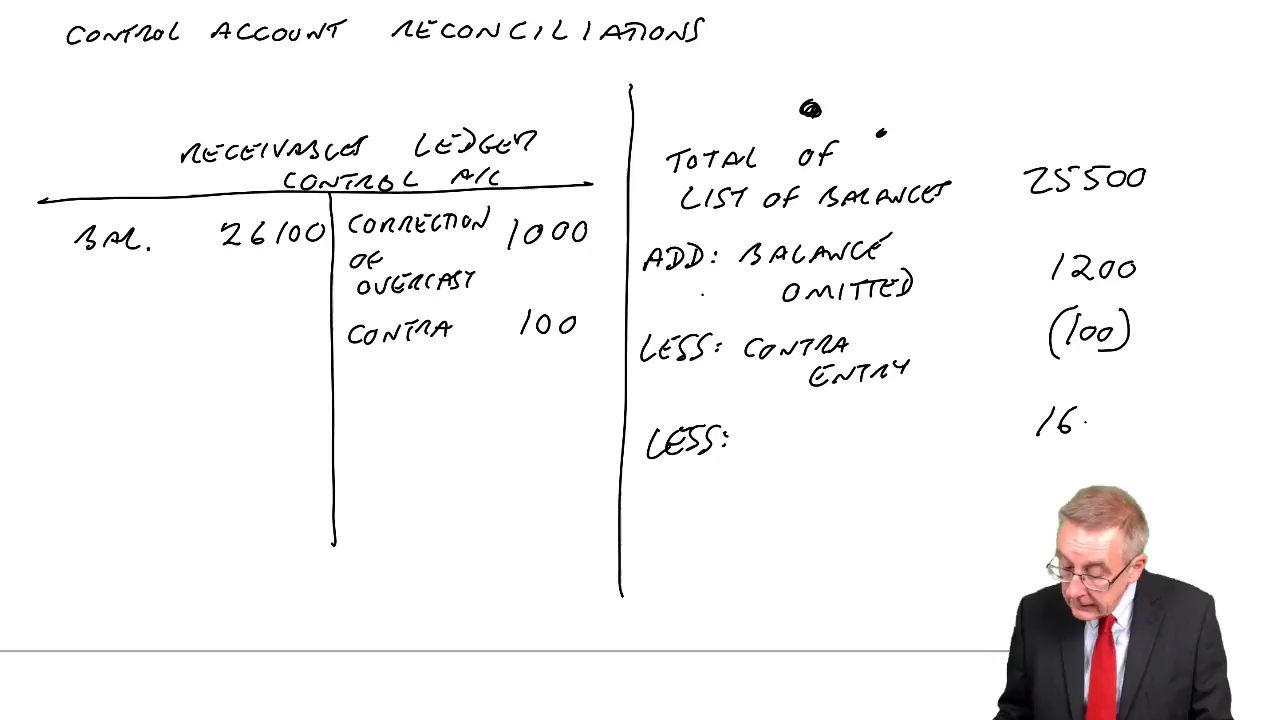 CONTROL ACCOUNT RECONCILIATIONS
RECEIVABLES LEDGER
CONTROL A/C
BAL. 26100
CORRECTION 1000
OF
OVERCAST
CONTRA 100
TOTAL OF
LIST OF BALANCES 25500
ADD: BALANCE 1200
OMITTED
LESS: CONTRA (100)
ENTRY
LESS: 16